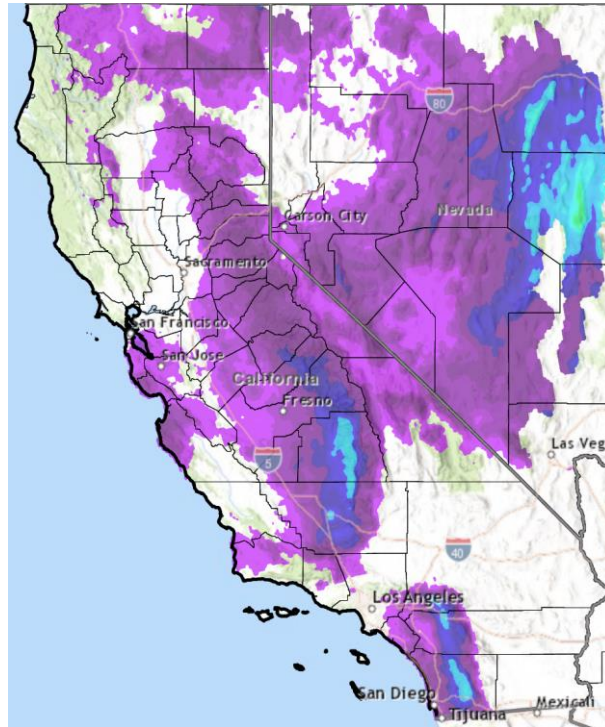 80
Carson City
Nevada
Sacramento
San Francisco
San Jose
California
Fresno
5
Las Veg
40
Los Angeles
San Diego
Tijuana
Mexicali